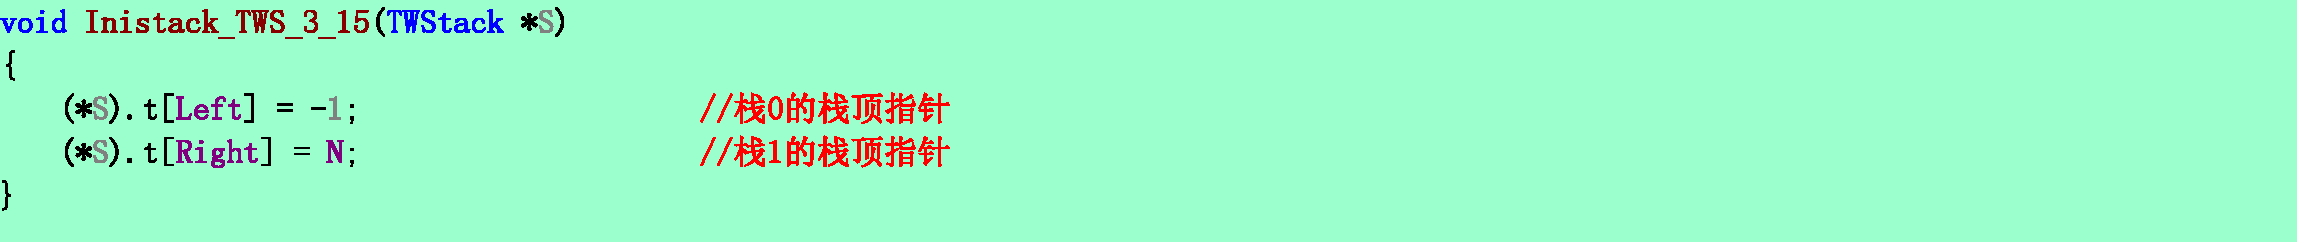 void Inistack_TWS_3_15(TWStack *S)
{
    (*S).t[Left] = -1;                      //栈0的栈顶指针
    (*S).t[Right] = N;                      //栈1的栈顶指针
}